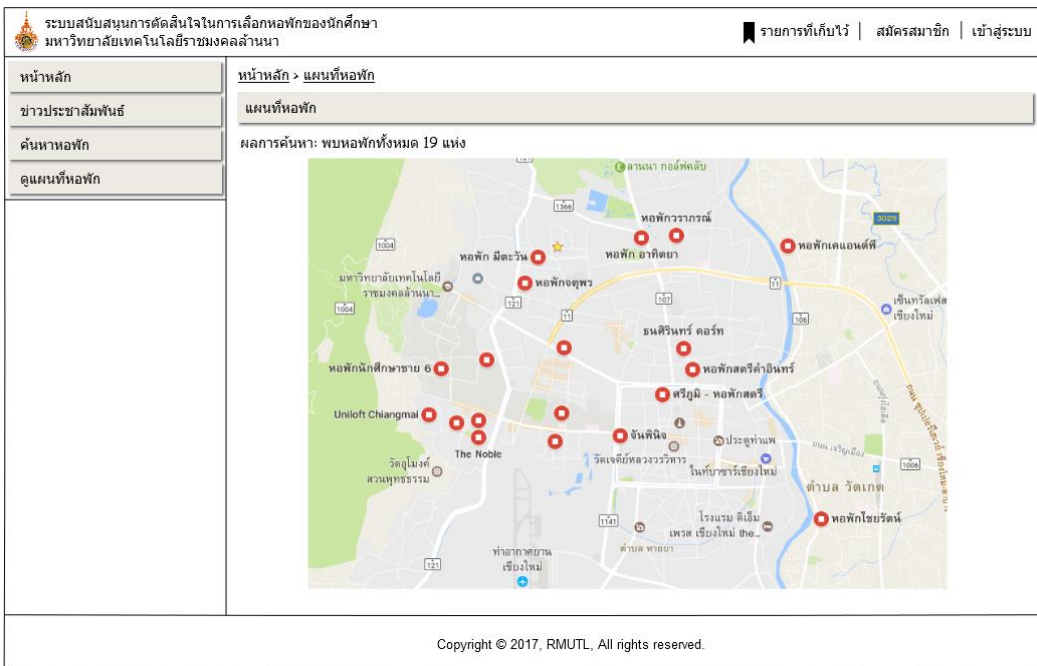 ระบบสนับสนุนการตัดสินใจในการเลือกหอพักของนักศึกษา
มหาวิทยาลัยเทคโนโลยีราชมงคลล้านนา
รายการที่เก็บไว้ | สมัครสมาชิก | เข้าสู่ระบบ
หน้าหลัก
ข่าวประชาสัมพันธ์
ค้นหาหอพัก
ดูแผนที่หอพัก
หน้าหลัก > แผนที่หอพัก
แผนที่หอพัก
ผลการค้นหา: พบหอพักทั้งหมด 19 แห่ง
ลานนา กอล์ฟคลับ
1366
หอพักวราภรณ์
3029
1004
หอพัก มีตะวัน
หอพัก อาทิตยา
หอพักเคแอนด์พี
มหาวิทยาลัยเทคโนโลยี
ราชมงคลล้านนา...
หอพักจตุพร
11
121
107
1004
11
106
เซ็นทรัลเฟส
เชียงใหม่
ธนศิรินทร์ คอร์ท
หอพักนักศึกษาชาย 6
หอพักสตรีคำอินทร์
ศรีภูมิ - หอพักสตรี
Uniloft Chiangmai
จันพินิจ
ประตูท่าแพ
ถนน เจริญเมือง
The Noble
วัดเจดีย์หลวงวรวิหาร
ไนท์บาซาร์เชียงใหม่
วัดอุโมงค์
สวนพุทธธรรม
1006
ตำบล วัดเกต
1141
โรงแรม ดิเอ็ม
เพรส เชียงใหม่ the...
หอพักไชยรัตน์
ตำบล หายยา
ท่าอากาศยาน
เชียงใหม่
121
Copyright © 2017, RMUTL, All rights reserved.